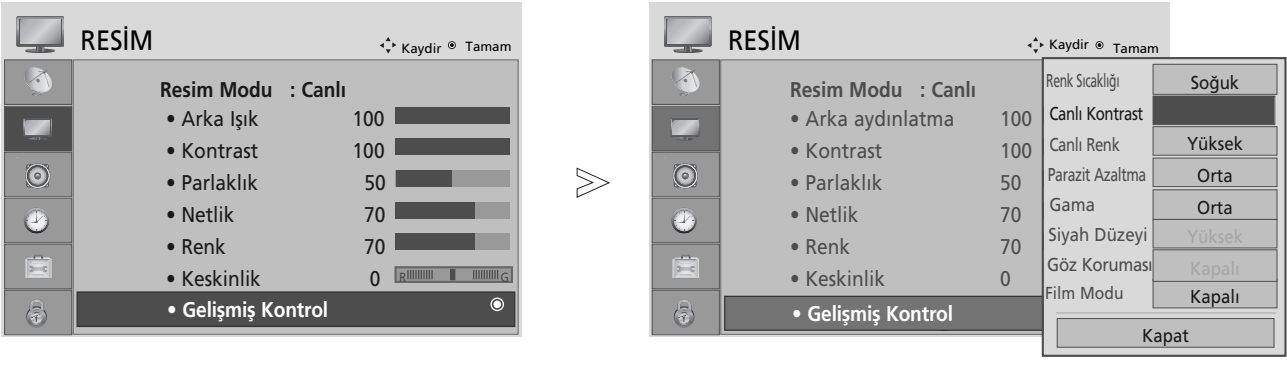 RESİM
Kaydir Tamam
Resim Modu : Canlı
• Arka Işık 100
• Kontrast 100
• Parlaklık 50
• Netlik 70
• Renk 70
• Keskinlik 0 R G
• Gelişmiş Kontrol
RESİM
Kaydir Tamam
Resim Modu : Canlı
• Arka aydınlatma 100
• Kontrast 100
• Parlaklık 50
• Netlik 70
• Renk 70
• Keskinlik 0
• Gelişmiş Kontrol
Renk Sıcaklığı Soğuk
Canlı Kontrast
Canlı Renk Yüksek
Parazit Azaltma Orta
Gama Orta
Siyah Düzeyi Yüksek
Göz Koruması Kapalı
Film Modu Kapalı
Kapat